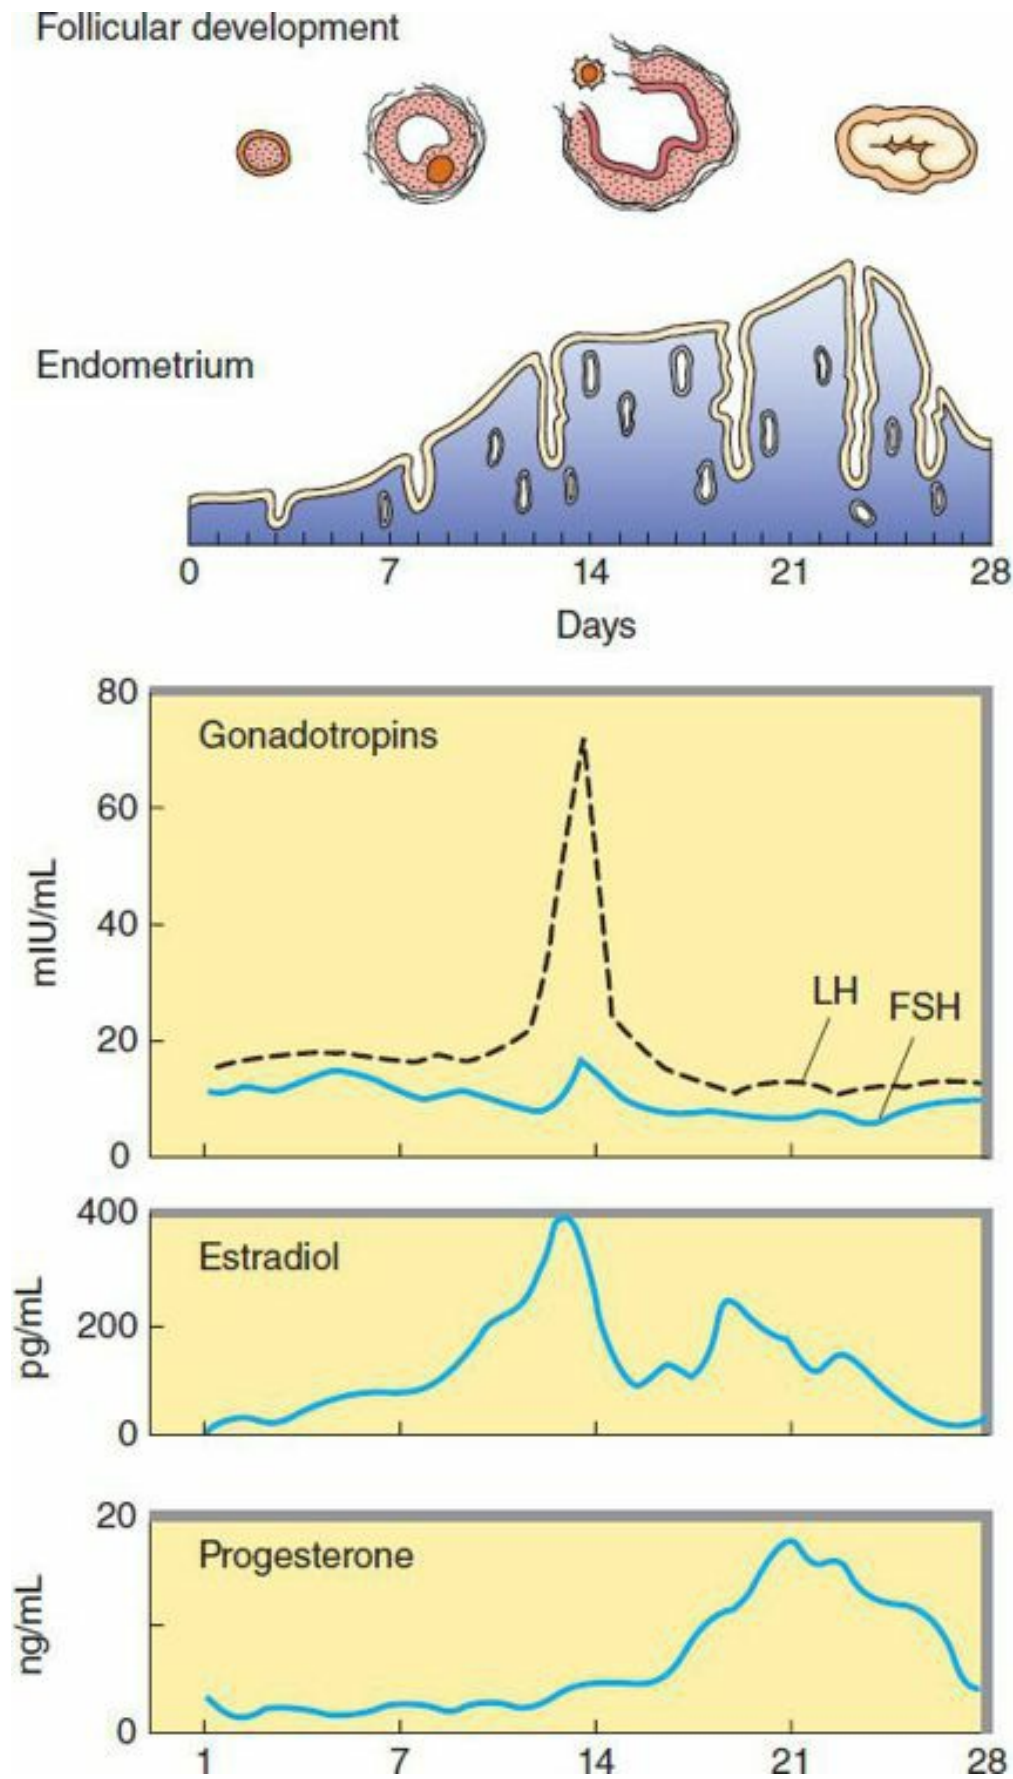 Follicular development
Endometrium
0 7 14 21 28
Days
80
Gonadotropins
60
mIU/mL
40
LH FSH
20
0
400
Estradiol
pg/mL
200
0
20
Progesterone
ng/mL
0
1 7 14 21 28